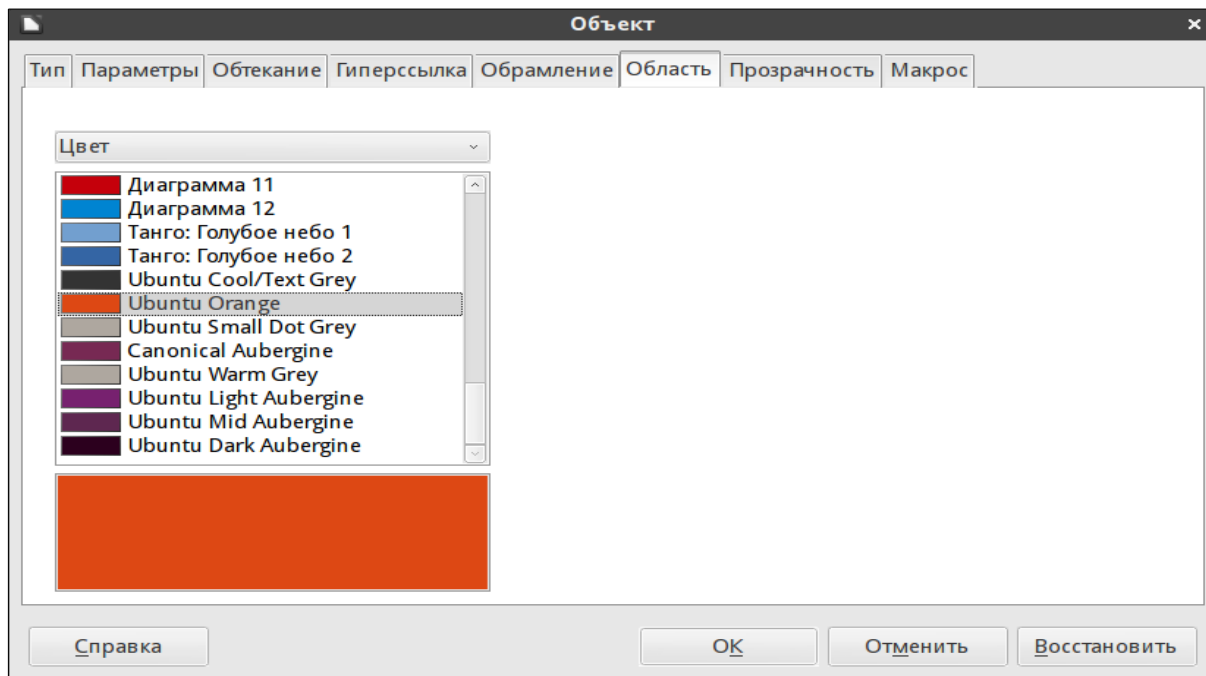 Объект
Тип Параметры Обтекание Гиперссылка Обрамление Область Прозрачность Макрос
Цвет
Диаграмма 11
Диаграмма 12
Танго: Голубое небо 1
Танго: Голубое небо 2
Ubuntu Cool/Text Grey
Ubuntu Orange
Ubuntu Small Dot Grey
Canonical Aubergine
Ubuntu Warm Grey
Ubuntu Light Aubergine
Ubuntu Mid Aubergine
Ubuntu Dark Aubergine
Справка OK Отменить Восстановить